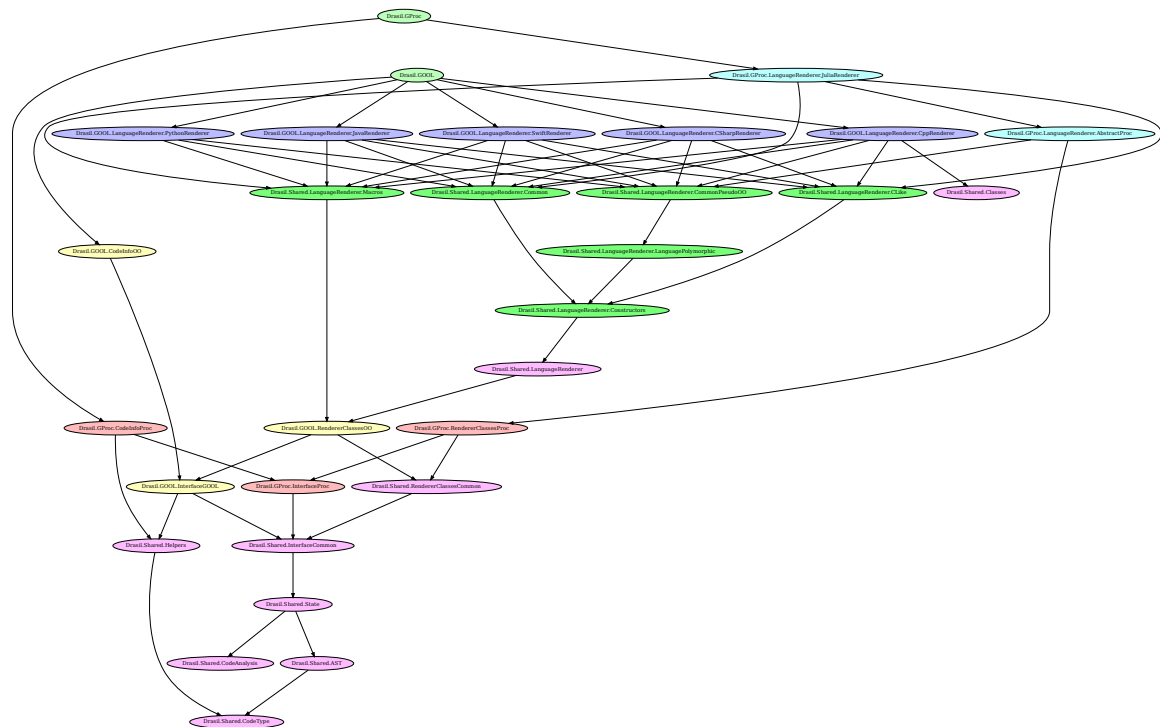 Drasil.GProc
Drasil.GOOL
Drasil.GProc.LanguageRenderer.JuliaRenderer
Drasil.GOOL.LanguageRenderer.PythonRenderer
Drasil.GOOL.LanguageRenderer.JavaRenderer
Drasil.GOOL.LanguageRenderer.SwiftRenderer
Drasil.GOOL.LanguageRenderer.CSharpRenderer
Drasil.GOOL.LanguageRenderer.CppRenderer
Drasil.GProc.LanguageRenderer.AbstractProc
Drasil.Shared.LanguageRenderer.Macros
Drasil.Shared.LanguageRenderer.Common
Drasil.Shared.LanguageRenderer.CommonPseudoOO
Drasil.Shared.LanguageRenderer.CLike
Drasil.Shared.Classes
Drasil.GOOL.CodeInfoOO
Drasil.Shared.LanguageRenderer.LanguagePolymorphic
Drasil.Shared.LanguageRenderer.Constructors
Drasil.Shared.LanguageRenderer
Drasil.GProc.CodeInfoProc
Drasil.GOOL.RendererClassesOO
Drasil.GProc.RendererClassesProc
Drasil.GOOL.InterfaceGOOL
Drasil.GProc.InterfaceProc
Drasil.Shared.RendererClassesCommon
Drasil.Shared.Helpers
Drasil.Shared.InterfaceCommon
Drasil.Shared.State
Drasil.Shared.CodeAnalysis
Drasil.Shared.AST
Drasil.Shared.CodeType